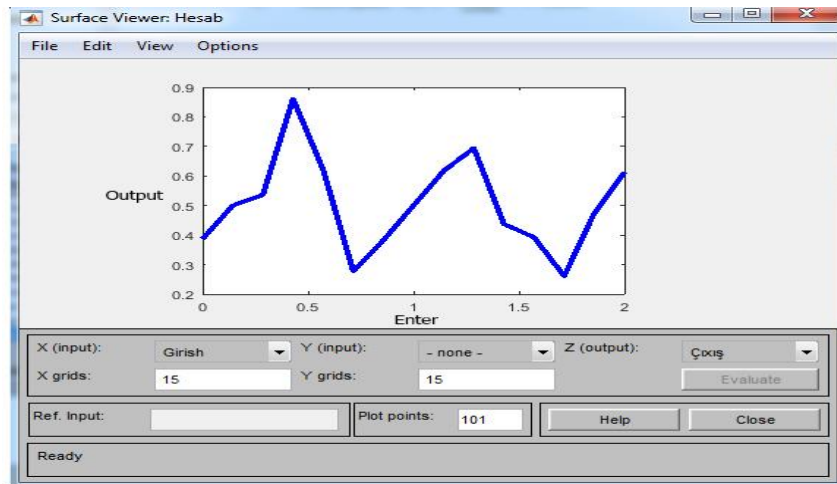 Surface Viewer: Hesab
File Edit View Options
0.9
0.8
0.7
0.6
0.5
0.4
0.3
0.2
Output
0 0.5 1 1.5 2
Enter
X (input): Girish Y (input): - none - Z (output): Çıxış
X grids: 15 Y grids: 15 Evaluate
Ref. Input: Plot points: 101 Help Close
Ready